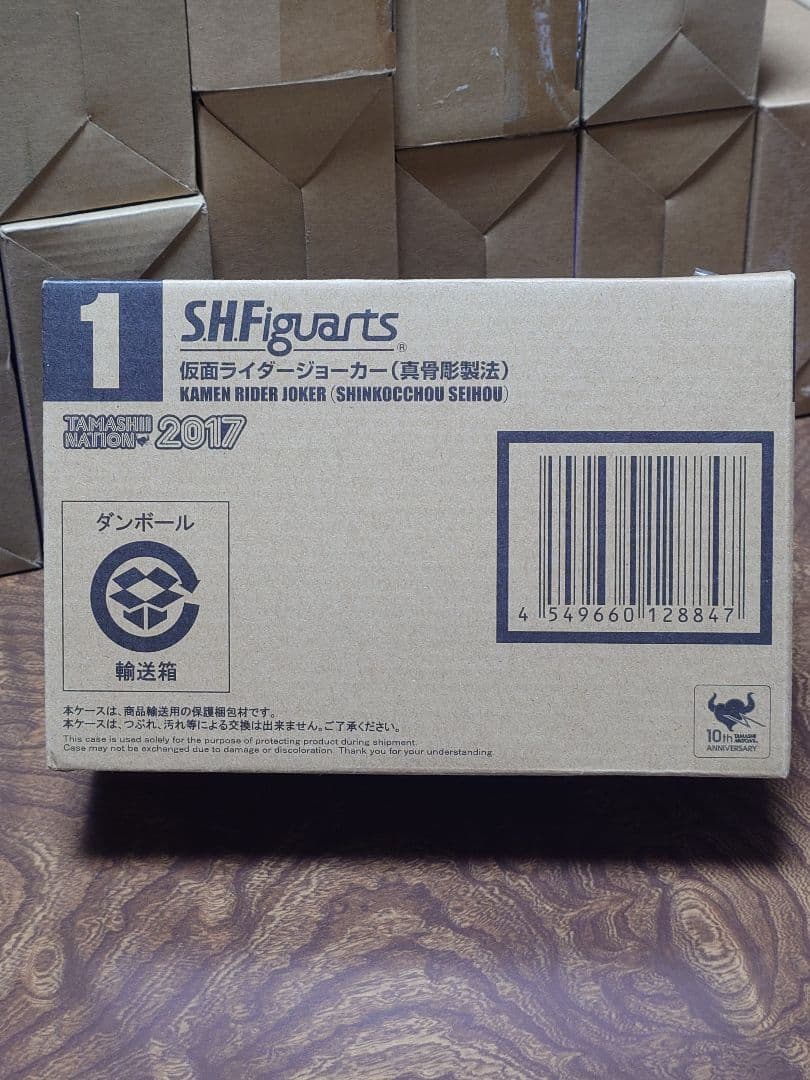 1
S.H.Figuarts
®
仮面ライダージョーカー(真骨彫製法)
KAMEN RIDER JOKER (SHINKOCCHOU SEIHOU)
TAMASHII
NATION 2017
ダンボール
輸送箱
4 549660 128847
本ケースは、商品輸送用の保護梱包材です。
本ケースは、つぶれ、汚れ等による交換は出来ません。ご了承ください。
This case is used solely for the purpose of protecting product during shipment.
Case may not be exchanged due to damage or discoloration. Thank you for your understanding.
10th TAMASHII NATIONS
ANNIVERSARY